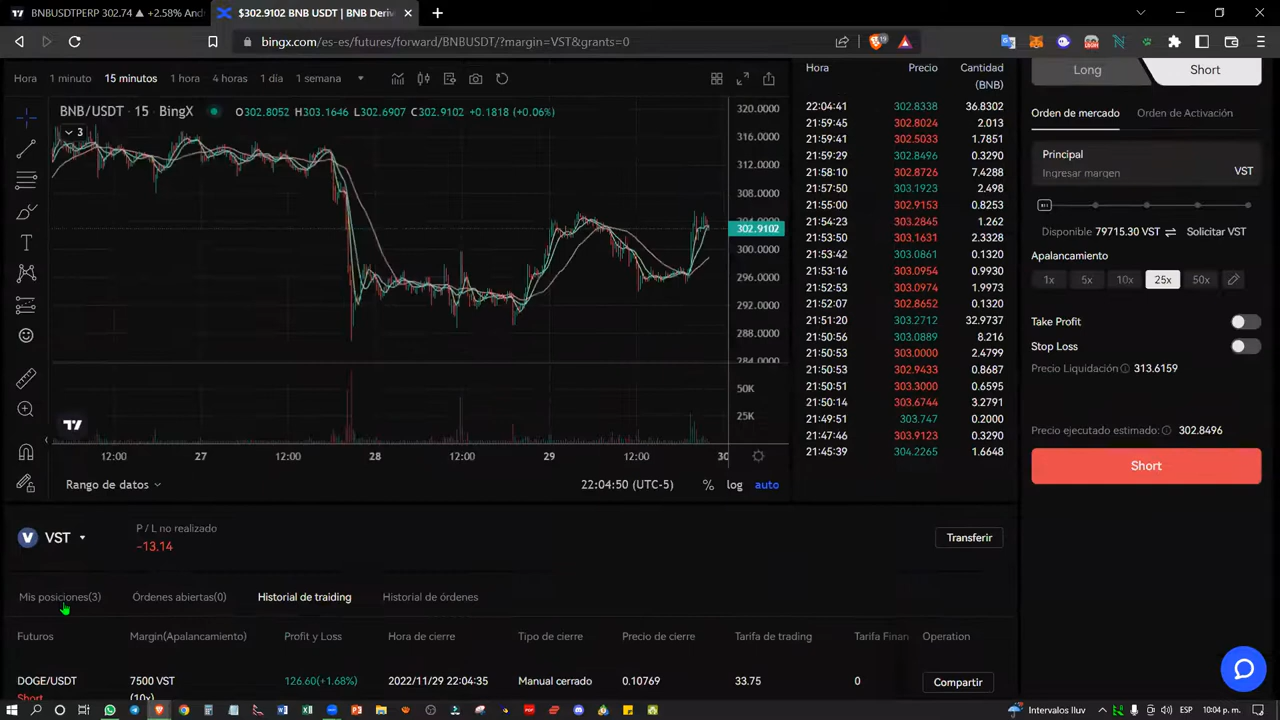 BNBUSDTPERP 302.74 ▲ +2.58% And
$302.9102 BNB USDT | BNB Deriv
bingx.com/es-es/futures/forward/BNBUSDT/?margin=VST&grants=0
19
Hora 1 minuto 15 minutos 1 hora 4 horas 1 día 1 semana
BNB/USDT · 15 · BingX O302.8052 H303.1646 L302.6907 C302.9102 +0.1818 (+0.06%)
3
320.0000
316.0000
312.0000
308.0000
304.0000
302.9102
300.0000
296.0000
292.0000
288.0000
284.0000
50K
25K
12:00 27 12:00 28 12:00 29 12:00 30
Rango de datos 22:04:50 (UTC-5) % log auto
Hora Precio Cantidad
(BNB)
22:04:41 302.8338 36.8302
21:59:45 302.8024 2.013
21:59:41 302.5033 1.7851
21:59:29 302.8496 0.3290
21:58:10 302.8726 7.4288
21:57:50 303.1923 2.498
21:55:00 302.9153 0.8253
21:54:23 303.2845 1.262
21:53:50 303.1631 2.3328
21:53:42 303.0861 0.1320
21:53:16 303.0954 0.9930
21:52:53 303.0974 1.9973
21:52:07 302.8652 0.1320
21:51:20 303.2712 32.9737
21:50:56 303.0889 8.216
21:50:53 303.0000 2.4799
21:50:53 302.9433 0.8687
21:50:51 303.3000 0.6595
21:50:14 303.6744 3.2791
21:49:51 303.747 0.2000
21:47:46 303.9123 0.3290
21:45:39 304.2265 1.6648
Long Short
Orden de mercado Orden de Activación
Principal
Ingresar margen VST
Disponible 79715.30 VST Solicitar VST
Apalancamiento
1x 5x 10x 25x 50x
Take Profit
Stop Loss
Precio Liquidación 313.6159
Precio ejecutado estimado: 302.8496
Short
VST
P / L no realizado
-13.14
Transferir
Mis posiciones(3) Órdenes abiertas(0) Historial de traiding Historial de órdenes
Futuros Margin(Apalancamiento) Profit y Loss Hora de cierre Tipo de cierre Precio de cierre Tarifa de trading Tarifa Finan Operation
DOGE/USDT 7500 VST 126.60(+1.68%) 2022/11/29 22:04:35 Manual cerrado 0.10769 33.75 0 Compartir
Short (10x)
Intervalos lluv ESP 10:04 p. m.